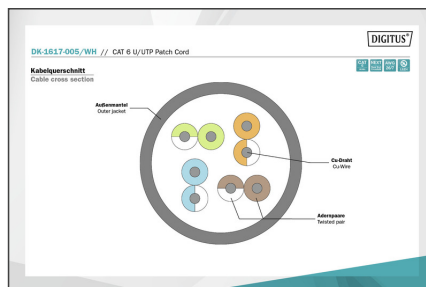 DIGITUS®
DK-1617-005/WH // CAT 6 U/UTP Patch Cord
Kabelquerschnitt
Cable cross section
Außenmantel
Outer jacket
Cu-Draht
Cu-Wire
Aderspaare
Twisted pair